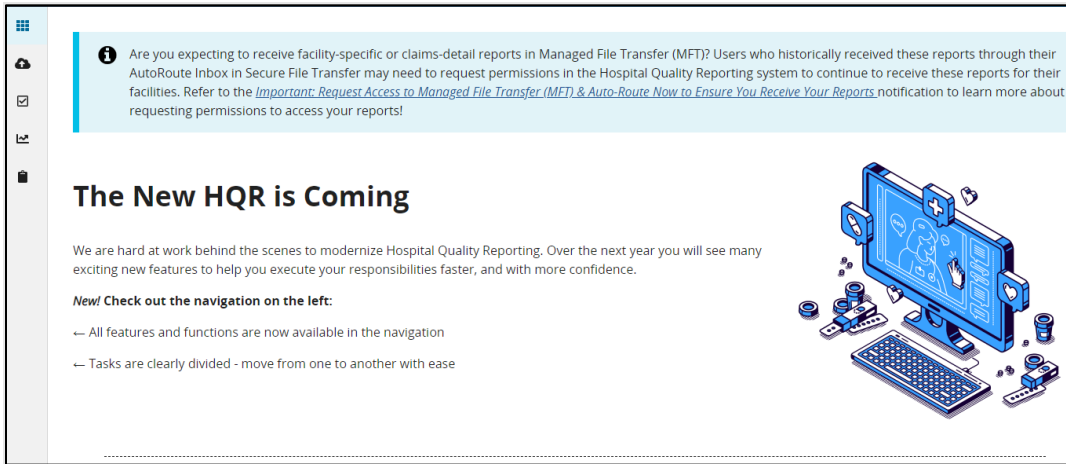 Are you expecting to receive facility-specific or claims-detail reports in Managed File Transfer (MFT)? Users who historically received these reports through their
AutoRoute Inbox in Secure File Transfer may need to request permissions in the Hospital Quality Reporting system to continue to receive these reports for their
facilities. Refer to the Important: Request Access to Managed File Transfer (MFT) & Auto-Route Now to Ensure You Receive Your Reports notification to learn more about
requesting permissions to access your reports!
The New HQR is Coming
We are hard at work behind the scenes to modernize Hospital Quality Reporting. Over the next year you will see many
exciting new features to help you execute your responsibilities faster, and with more confidence.
New! Check out the navigation on the left:
← All features and functions are now available in the navigation
← Tasks are clearly divided - move from one to another with ease